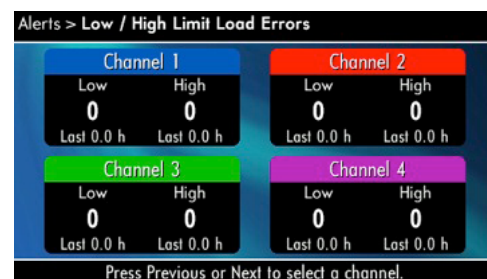 Alerts > Low / High Limit Load Errors
Channel 1
Low High
0 0
Last 0.0 h Last 0.0 h
Channel 2
Low High
0 0
Last 0.0 h Last 0.0 h
Channel 3
Low High
0 0
Last 0.0 h Last 0.0 h
Channel 4
Low High
0 0
Last 0.0 h Last 0.0 h
Press Previous or Next to select a channel.